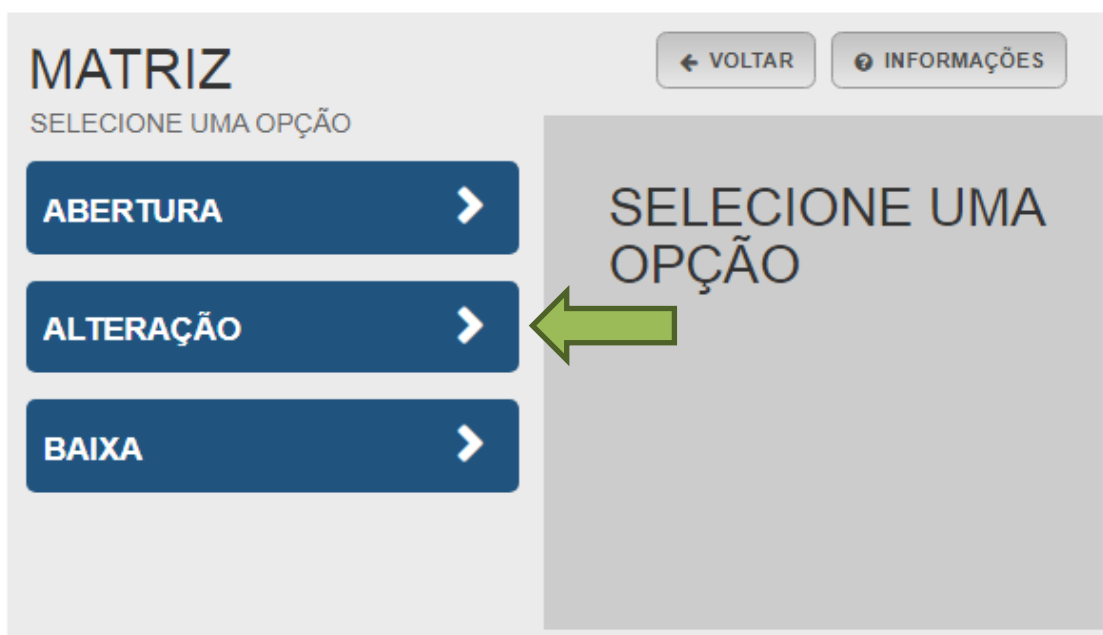 MATRIZ
SELECIONE UMA OPÇÃO
VOLTAR
INFORMAÇÕES
ABERTURA
ALTERAÇÃO
BAIXA
SELECIONE UMA
OPÇÃO